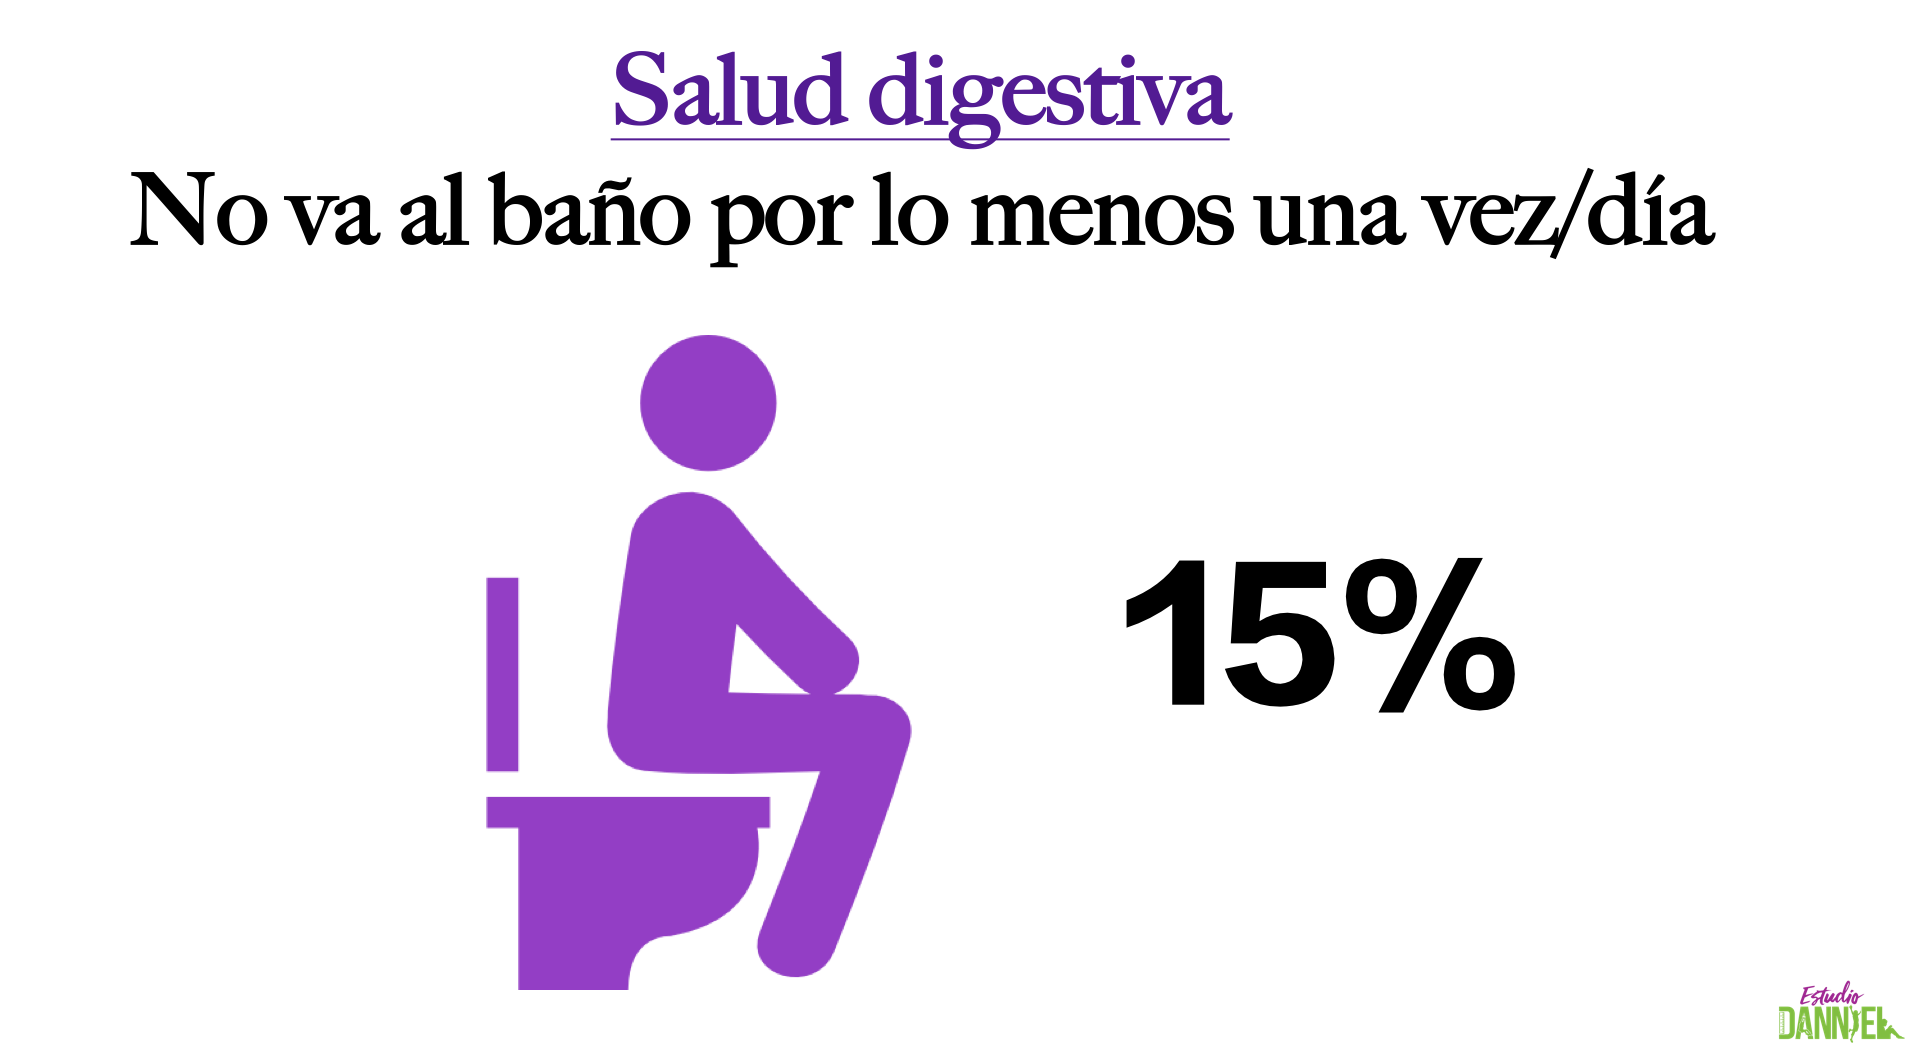 Salud digestiva
No va al baño por lo menos una vez/día
15%
Estudio
DANNIEL